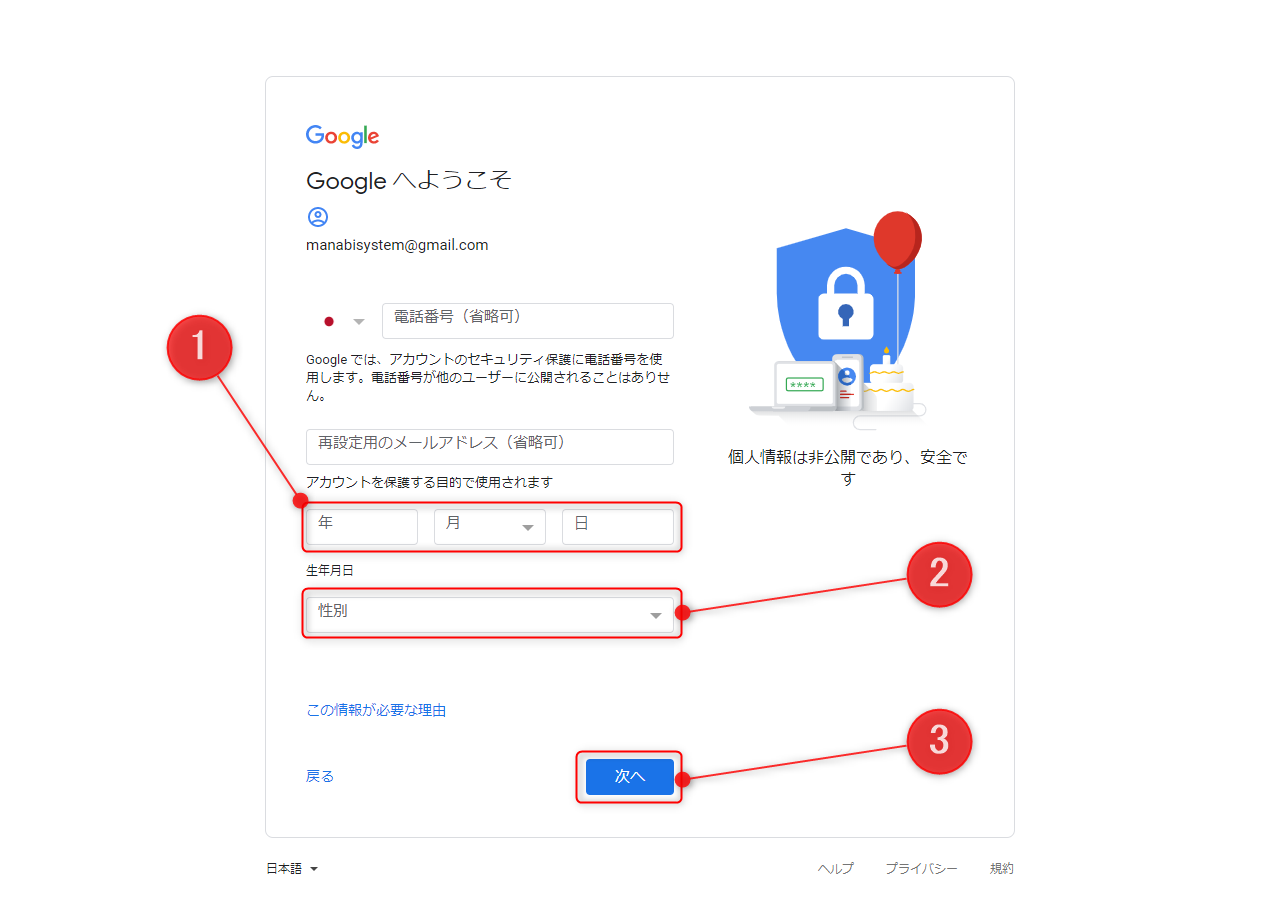 Google
Google へようこそ
manabisystem@gmail.com
電話番号（省略可）
1
Google では、アカウントのセキュリティ保護に電話番号を使
用します。電話番号が他のユーザーに公開されることはありせ
ん。
再設定用のメールアドレス（省略可）
アカウントを保護する目的で使用されます
****
個人情報は非公開であり、安全で
す
年
月
日
生年月日
2
性別
この情報が必要な理由
3
戻る
次へ
日本語
ヘルプ
プライバシー
規約